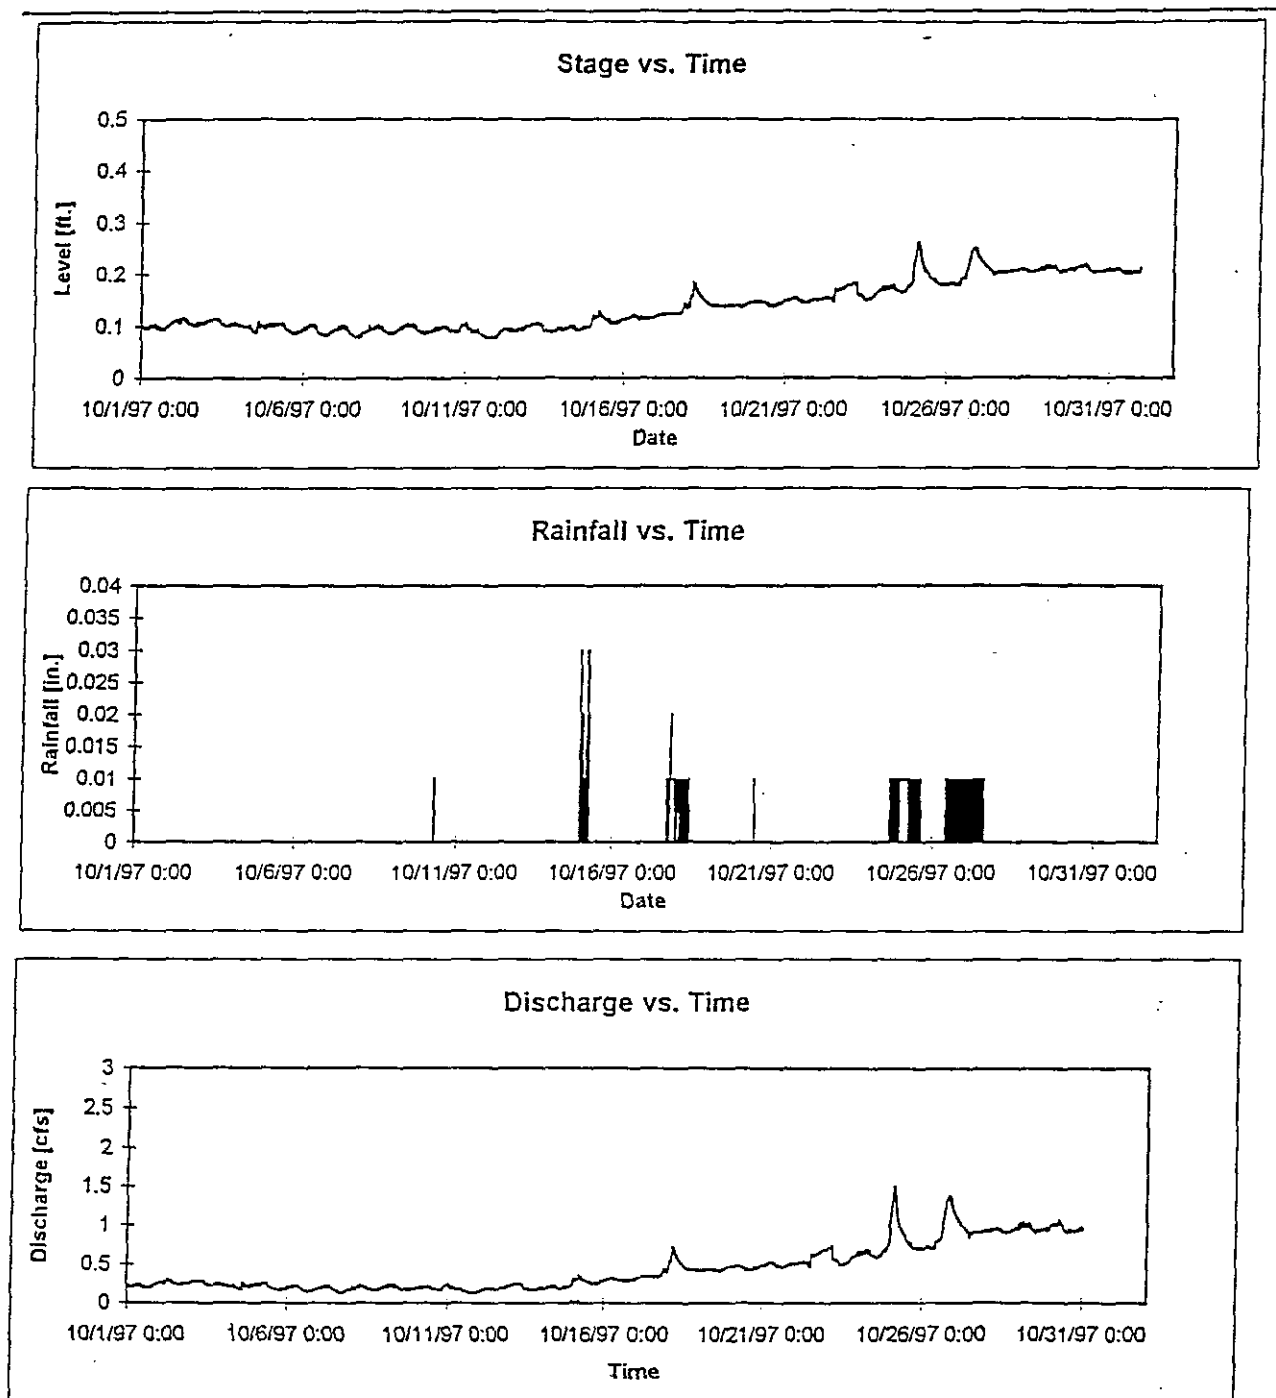 Stage vs. Time
0.5
0.4
0.3
0.2
0.1
0
Level [ft.]
10/1/97 0:00 10/6/97 0:00 10/11/97 0:00 10/16/97 0:00 10/21/97 0:00 10/26/97 0:00 10/31/97 0:00
Date
Rainfall vs. Time
0.04
0.035
0.03
0.025
0.02
0.015
0.01
0.005
0
Rainfall [in.]
10/1/97 0:00 10/6/97 0:00 10/11/97 0:00 10/16/97 0:00 10/21/97 0:00 10/26/97 0:00 10/31/97 0:00
Date
Discharge vs. Time
3
2.5
2
1.5
1
0.5
0
Discharge [cfs]
10/1/97 0:00 10/6/97 0:00 10/11/97 0:00 10/16/97 0:00 10/21/97 0:00 10/26/97 0:00 10/31/97 0:00
Time